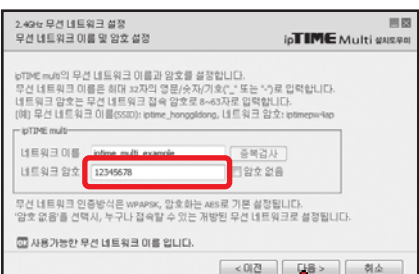 2.4GHz 무선 네트워크 설정
무선 네트워크 이름 및 암호 설정
ipTIME Multi 설치도우미
ipTIME multi의 무선 네트워크 이름과 암호를 설정합니다.
무선 네트워크 이름은 최대 32자의 영문/숫자/기호("_" 또는 "-")로 입력합니다.
네트워크 암호는 무선 네트워크 접속 암호로 8~63자로 입력합니다.
(예) 무선 네트워크 이름(SSID): iptime_honggildong, 네트워크 암호: iptimepw4ap
ipTIME multi
네트워크 이름 iptime_multi_example 중복검사
네트워크 암호 12345678 암호 없음
무선 네트워크 인증방식은 WPAPSK, 암호화는 AES로 기본 설정됩니다.
'암호 없음'을 선택시, 누구나 접속할 수 있는 개방된 무선 네트워크로 설정됩니다.
사용가능한 무선 네트워크 이름 입니다.
< 이전 다음 > 취소